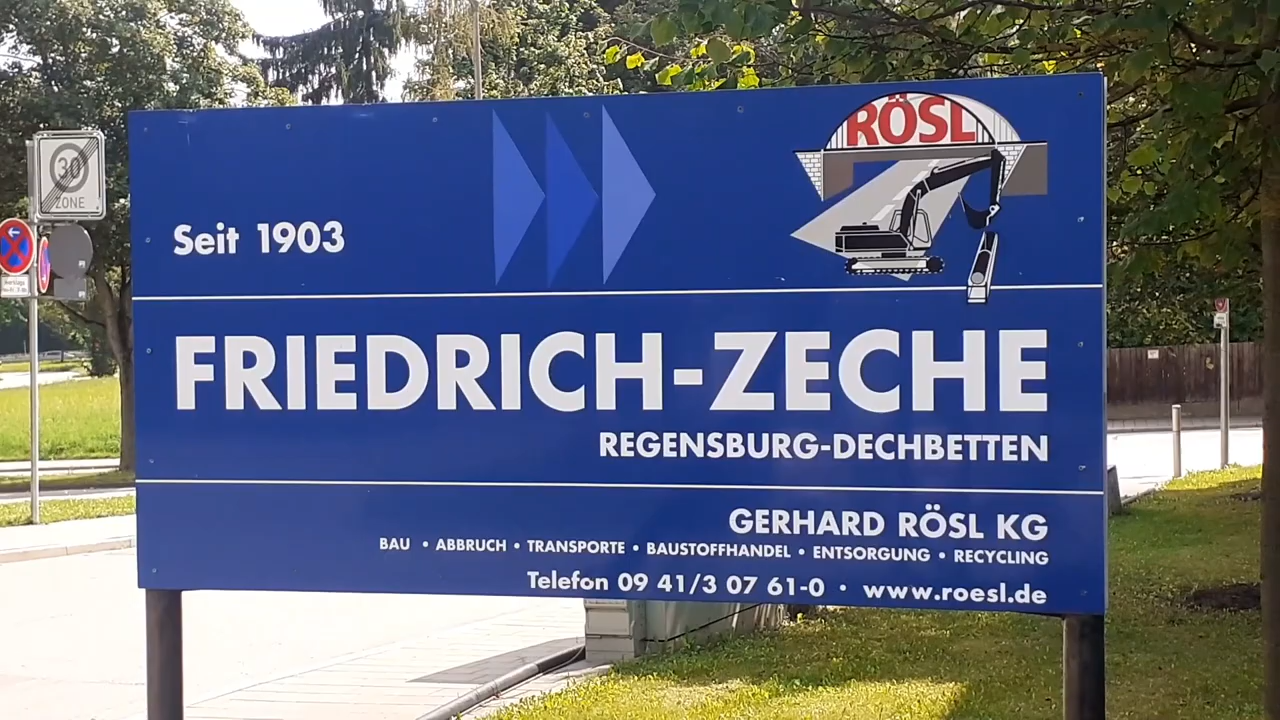 RÖSL
30
ZONE
Seit 1903
FRIEDRICH-ZECHE
REGENSBURG-DECHBETTEN
GERHARD RÖSL KG
BAU • ABBRUCH • TRANSPORTE • BAUSTOFFHANDEL • ENTSORGUNG • RECYCLING
Telefon 09 41/3 07 61-0 • www.roesl.de